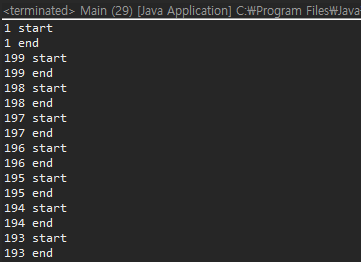 <terminated> Main (29) [Java Application] C:₩Program Files₩Java
1 start
1 end
199 start
199 end
198 start
198 end
197 start
197 end
196 start
196 end
195 start
195 end
194 start
194 end
193 start
193 end